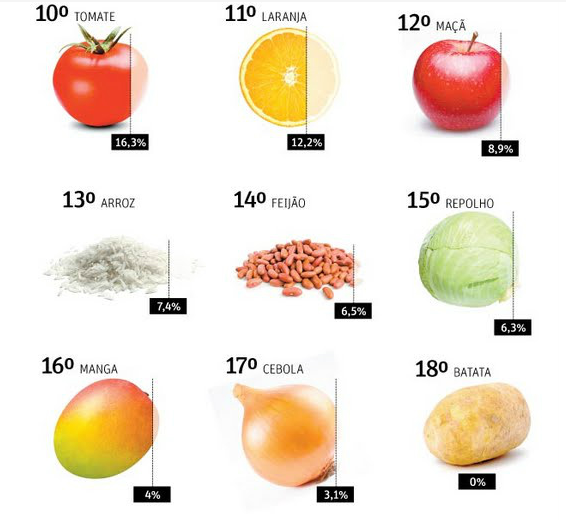 10º TOMATE
16,3%
11º LARANJA
12,2%
12º MAÇÃ
8,9%
13º ARROZ
7,4%
14º FEIJÃO
6,5%
15º REPOLHO
6,3%
16º MANGA
4%
17º CEBOLA
3,1%
18º BATATA
0%